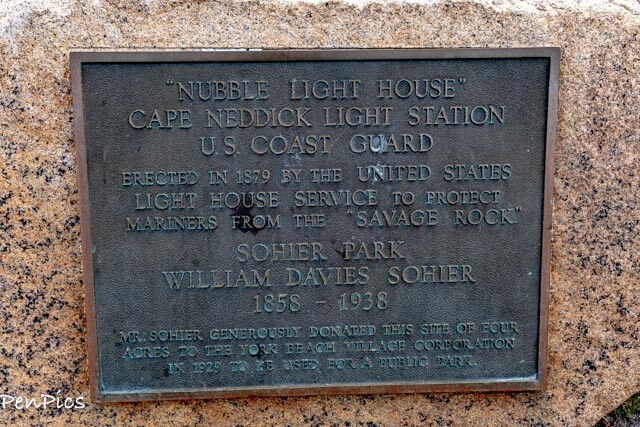 "NUBBLE LIGHT HOUSE"
CAPE NEDDICK LIGHT STATION
U.S. COAST GUARD
ERECTED IN 1879 BY THE UNITED STATES
LIGHT HOUSE SERVICE TO PROTECT
MARINERS FROM THE "SAVAGE ROCK"
SOHIER PARK
WILLIAM DAVIES SOHIER
1858 - 1938
MR. SOHIER GENEROUSLY DONATED THIS SITE OF FOUR
ACRES TO THE YORK BEACH VILLAGE CORPORATION
IN 1929 TO BE USED FOR A PUBLIC PARK.
PenPics